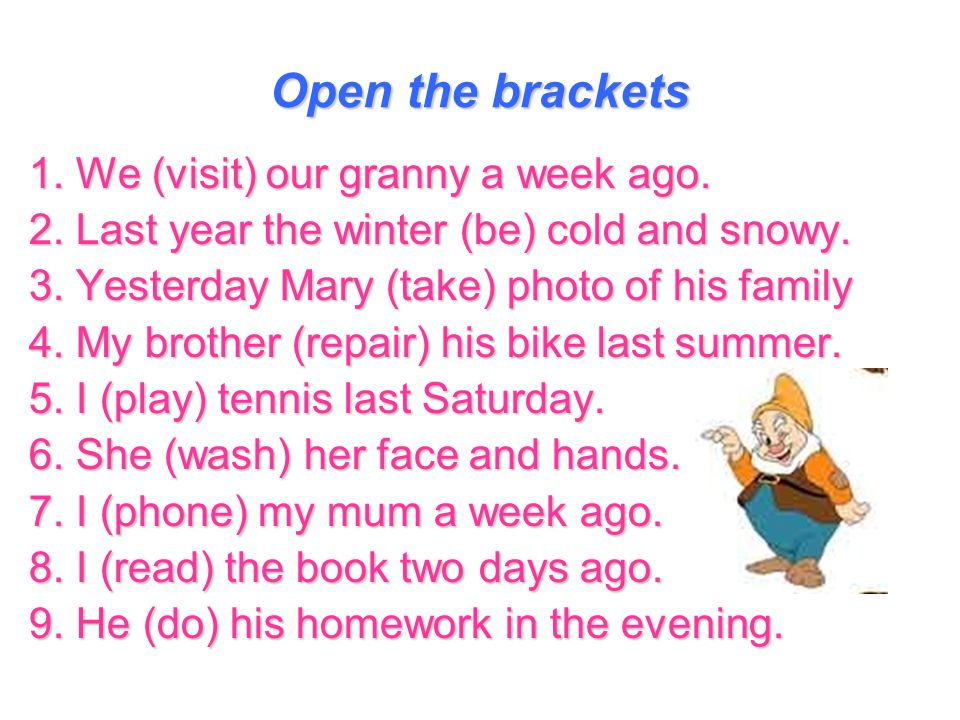 Open the brackets
1. We (visit) our granny a week ago.
2. Last year the winter (be) cold and snowy.
3. Yesterday Mary (take) photo of his family
4. My brother (repair) his bike last summer.
5. I (play) tennis last Saturday.
6. She (wash) her face and hands.
7. I (phone) my mum a week ago.
8. I (read) the book two days ago.
9. He (do) his homework in the evening.